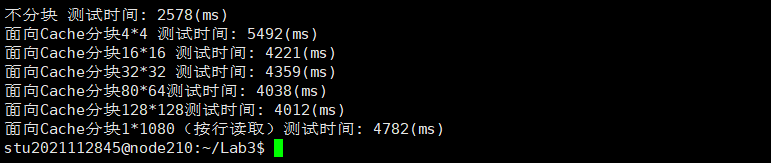 不分块 测试时间: 2578(ms)
面向Cache分块4*4 测试时间: 5492(ms)
面向Cache分块16*16 测试时间: 4221(ms)
面向Cache分块32*32 测试时间: 4359(ms)
面向Cache分块80*64测试时间: 4038(ms)
面向Cache分块128*128测试时间: 4012(ms)
面向Cache分块1*1080（按行读取）测试时间: 4782(ms)
stu2021112845@node210:~/Lab3$